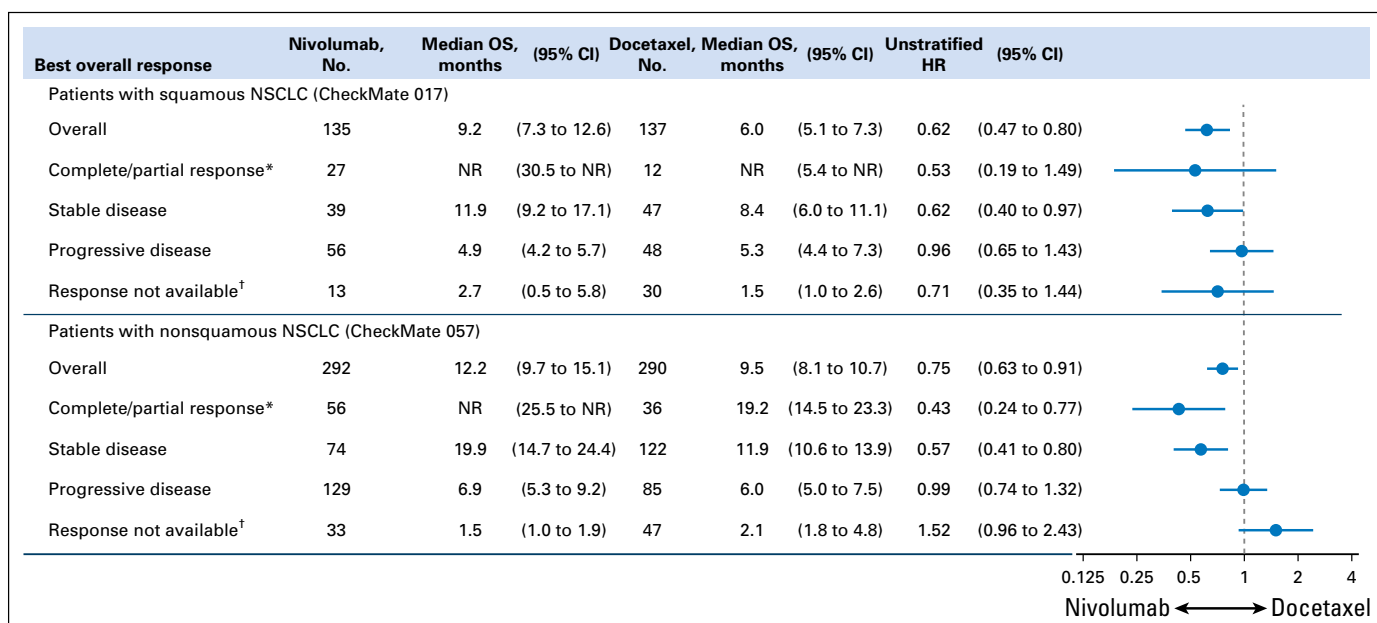 Best overall response Nivolumab, No. Median OS, months (95% CI) Docetaxel, No. Median OS, months (95% CI) Unstratified HR (95% CI)
Patients with squamous NSCLC (CheckMate 017)
Overall 135 9.2 (7.3 to 12.6) 137 6.0 (5.1 to 7.3) 0.62 (0.47 to 0.80)
Complete/partial response* 27 NR (30.5 to NR) 12 NR (5.4 to NR) 0.53 (0.19 to 1.49)
Stable disease 39 11.9 (9.2 to 17.1) 47 8.4 (6.0 to 11.1) 0.62 (0.40 to 0.97)
Progressive disease 56 4.9 (4.2 to 5.7) 48 5.3 (4.4 to 7.3) 0.96 (0.65 to 1.43)
Response not available† 13 2.7 (0.5 to 5.8) 30 1.5 (1.0 to 2.6) 0.71 (0.35 to 1.44)
Patients with nonsquamous NSCLC (CheckMate 057)
Overall 292 12.2 (9.7 to 15.1) 290 9.5 (8.1 to 10.7) 0.75 (0.63 to 0.91)
Complete/partial response* 56 NR (25.5 to NR) 36 19.2 (14.5 to 23.3) 0.43 (0.24 to 0.77)
Stable disease 74 19.9 (14.7 to 24.4) 122 11.9 (10.6 to 13.9) 0.57 (0.41 to 0.80)
Progressive disease 129 6.9 (5.3 to 9.2) 85 6.0 (5.0 to 7.5) 0.99 (0.74 to 1.32)
Response not available† 33 1.5 (1.0 to 1.9) 47 2.1 (1.8 to 4.8) 1.52 (0.96 to 2.43)
0.125 0.25 0.5 1 2 4
Nivolumab Docetaxel